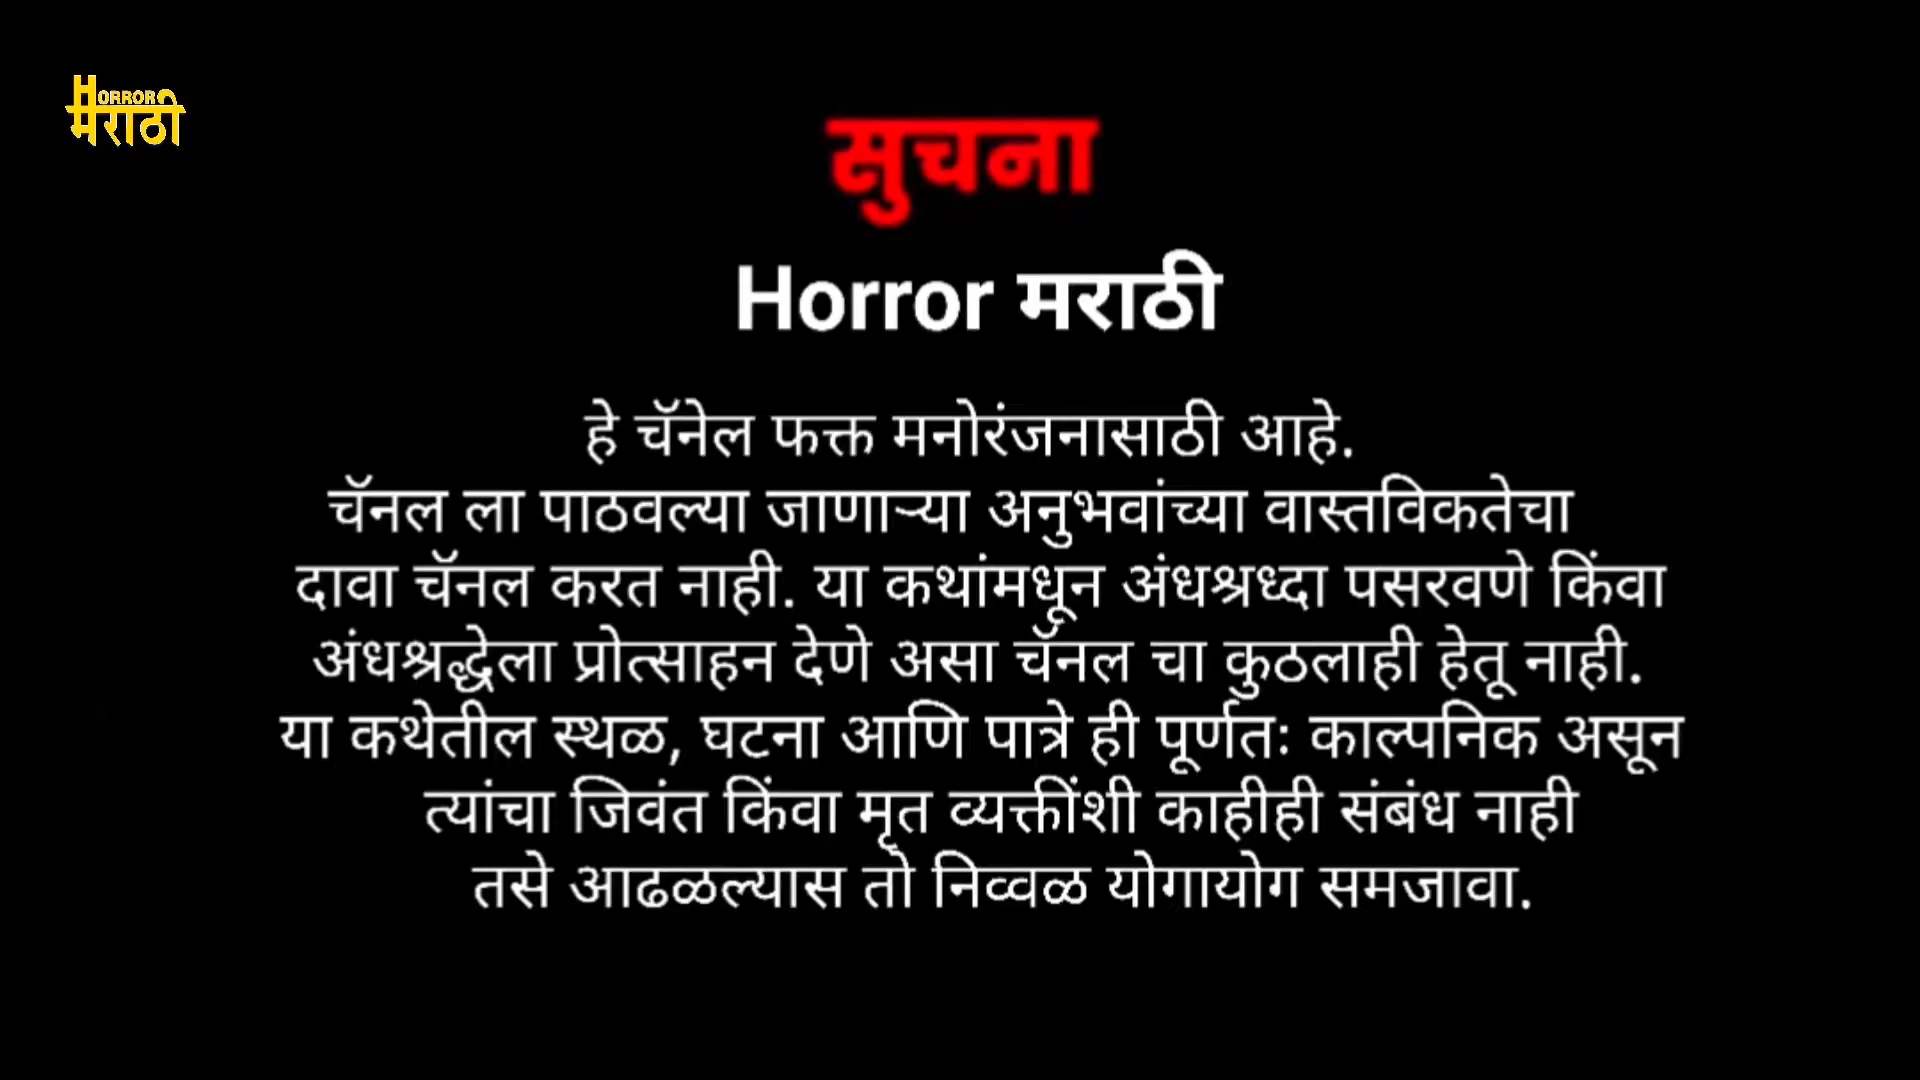 HORROR
मराठी
सुचना
Horror मराठी
हे चॅनेल फक्त मनोरंजनासाठी आहे.
चॅनल ला पाठवल्या जाणाऱ्या अनुभवांच्या वास्तविकतेचा
दावा चॅनल करत नाही. या कथांमधून अंधश्रध्दा पसरवणे किंवा
अंधश्रद्धेला प्रोत्साहन देणे असा चॅनल चा कुठलाही हेतू नाही.
या कथेतील स्थळ, घटना आणि पात्रे ही पूर्णतः काल्पनिक असून
त्यांचा जिवंत किंवा मृत व्यक्तींशी काहीही संबंध नाही
तसे आढळल्यास तो निव्वळ योगायोग समजावा.